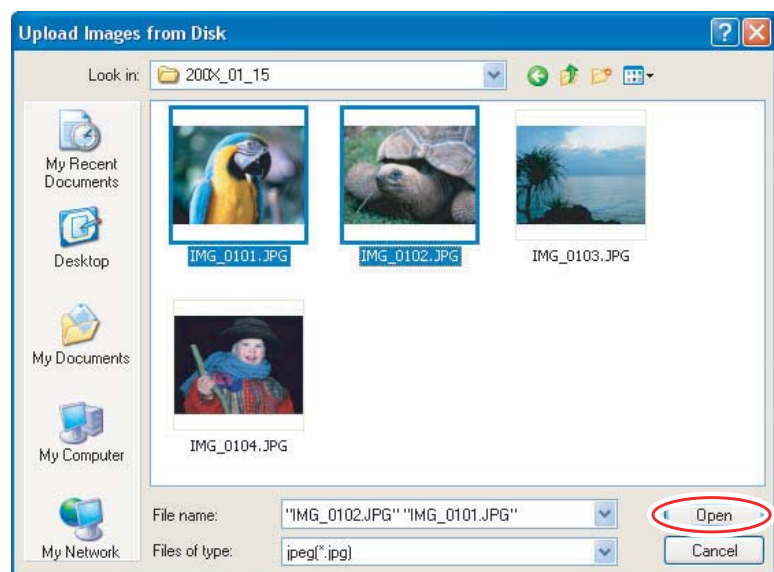 Upload Images from Disk
Look in:
200X_01_15
My Recent
Documents
Desktop
My Documents
My Computer
My Network
IMG_0101.JPG
IMG_0102.JPG
IMG_0103.JPG
IMG_0104.JPG
File name:
"IMG_0102.JPG" "IMG_0101.JPG"
Open
Files of type:
jpeg(*.jpg)
Cancel